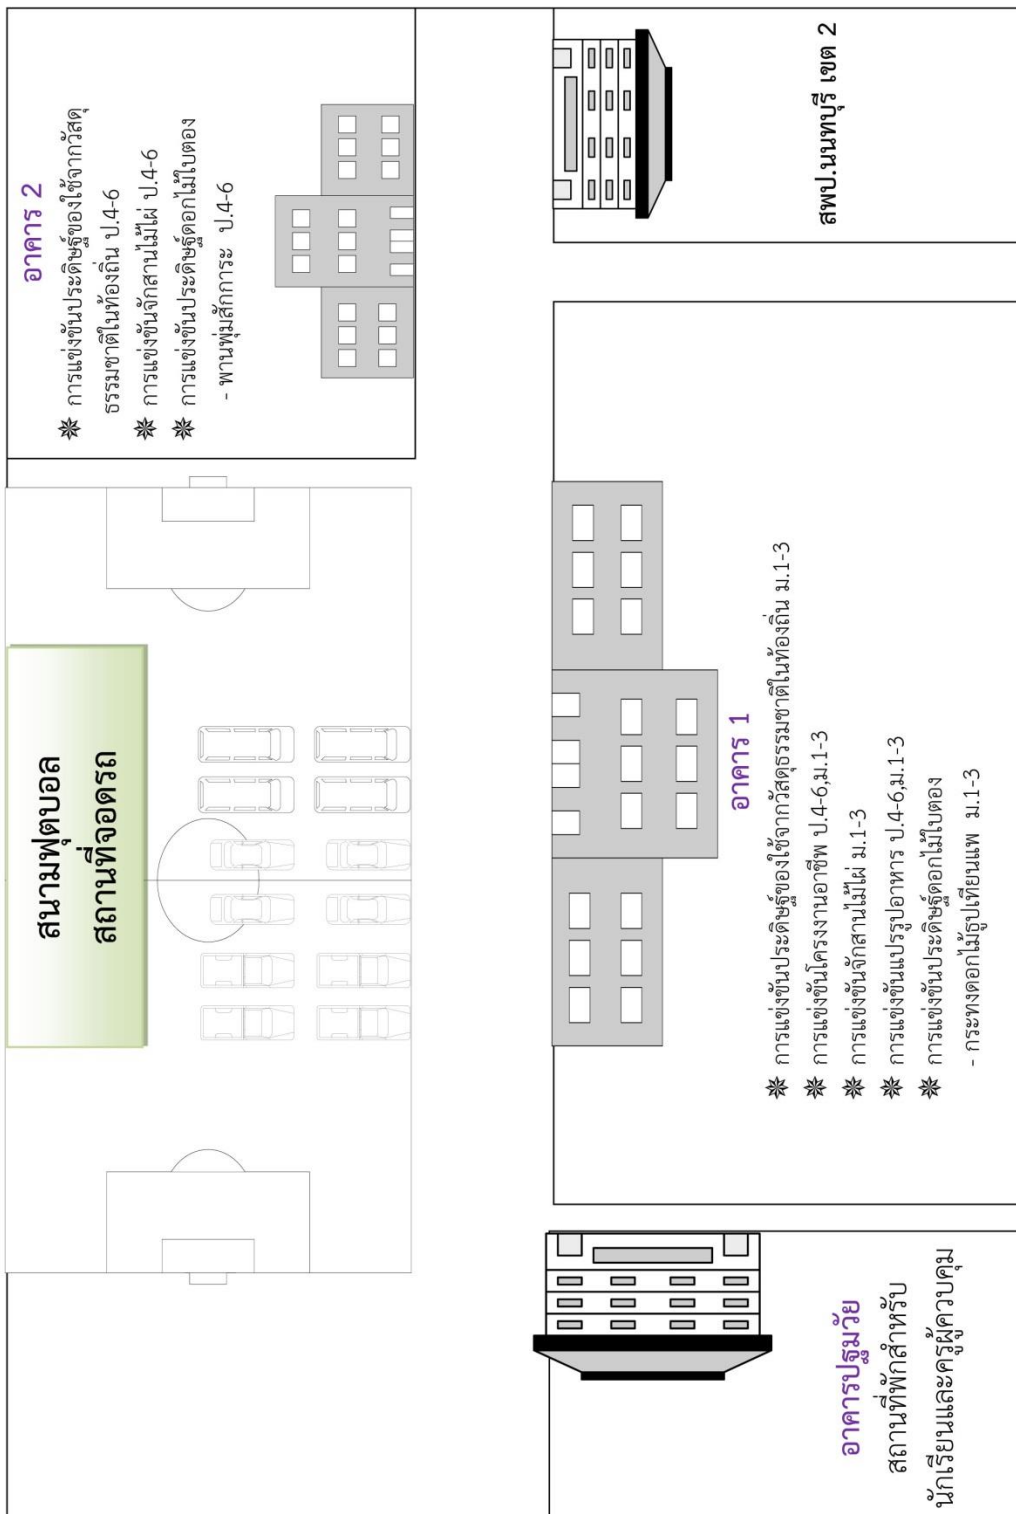 สนามฟุตบอล
สถานที่จอดรถ
อาคาร 2
การแข่งขันประดิษฐ์ของใช้จากวัสดุ
ธรรมชาติในท้องถิ่น ป.4-6
การแข่งขันจักสานไม้ไผ่ ป.4-6
การแข่งขันประดิษฐ์ดอกไม้ใบตอง
- พานพุ่มสักการะ ป.4-6
อาคารปฐมวัย
สถานที่พักสำหรับ
นักเรียนและครูผู้ควบคุม
อาคาร 1
การแข่งขันประดิษฐ์ของใช้จากวัสดุธรรมชาติในท้องถิ่น ม.1-3
การแข่งขันโครงงานอาชีพ ป.4-6,ม.1-3
การแข่งขันจักสานไม้ไผ่ ม.1-3
การแข่งขันแปรรูปอาหาร ป.4-6,ม.1-3
การแข่งขันประดิษฐ์ดอกไม้ใบตอง
- กระทงดอกไม้ธูปเทียนแพ ม.1-3
สพป.นนทบุรี เขต 2